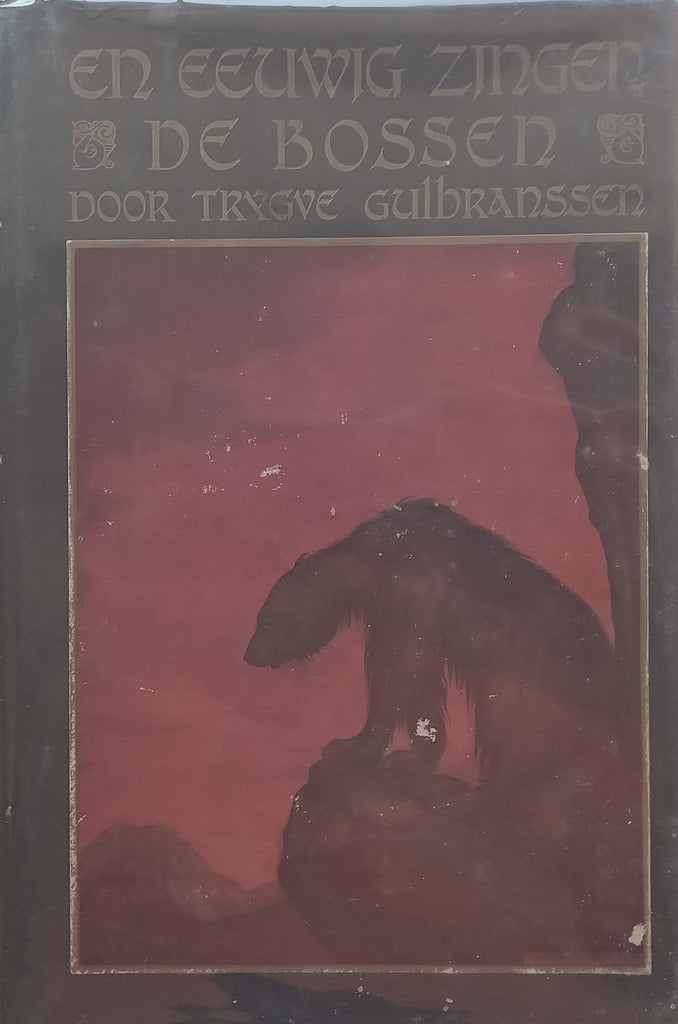 EN EEUWIG ZINGEN
DE BOSSEN
DOOR TRYGVE GULBRANSSEN